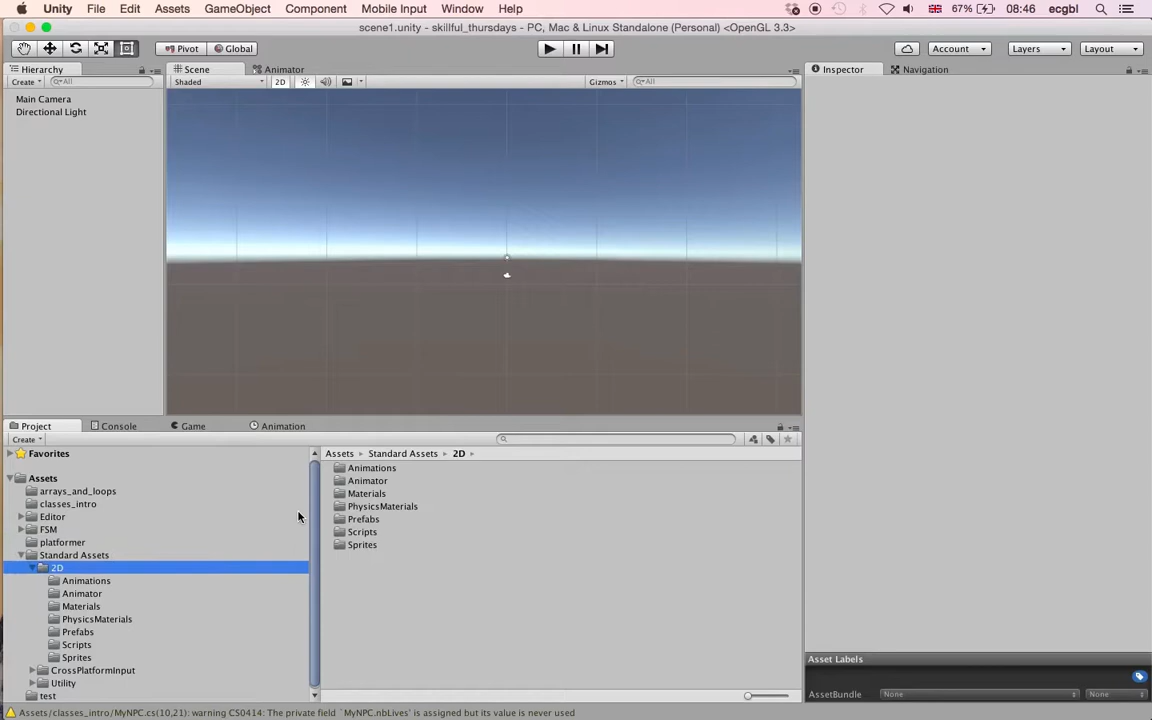 Unity File Edit Assets GameObject Component Mobile Input Window Help 67% 08:46 ecgbl
scene1.unity - skillful_thursdays - PC, Mac & Linux Standalone (Personal) <OpenGL 3.3>
Pivot Global Account Layers Layout
Hierarchy Scene Animator Inspector Navigation
Create All Shaded 2D Gizmos All
Main Camera
Directional Light
Project Console Game Animation
Create
Favorites
Assets
arrays_and_loops
classes_intro
Editor
FSM
platformer
Standard Assets
2D
Animations
Animator
Materials
PhysicsMaterials
Prefabs
Scripts
Sprites
CrossPlatformInput
Utility
test
Assets Standard Assets 2D
Animations
Animator
Materials
PhysicsMaterials
Prefabs
Scripts
Sprites
Asset Labels
AssetBundle None None
Assets/classes_intro/MyNPC.cs(10,21): warning CS0414: The private field `MyNPC.nbLives' is assigned but its value is never used